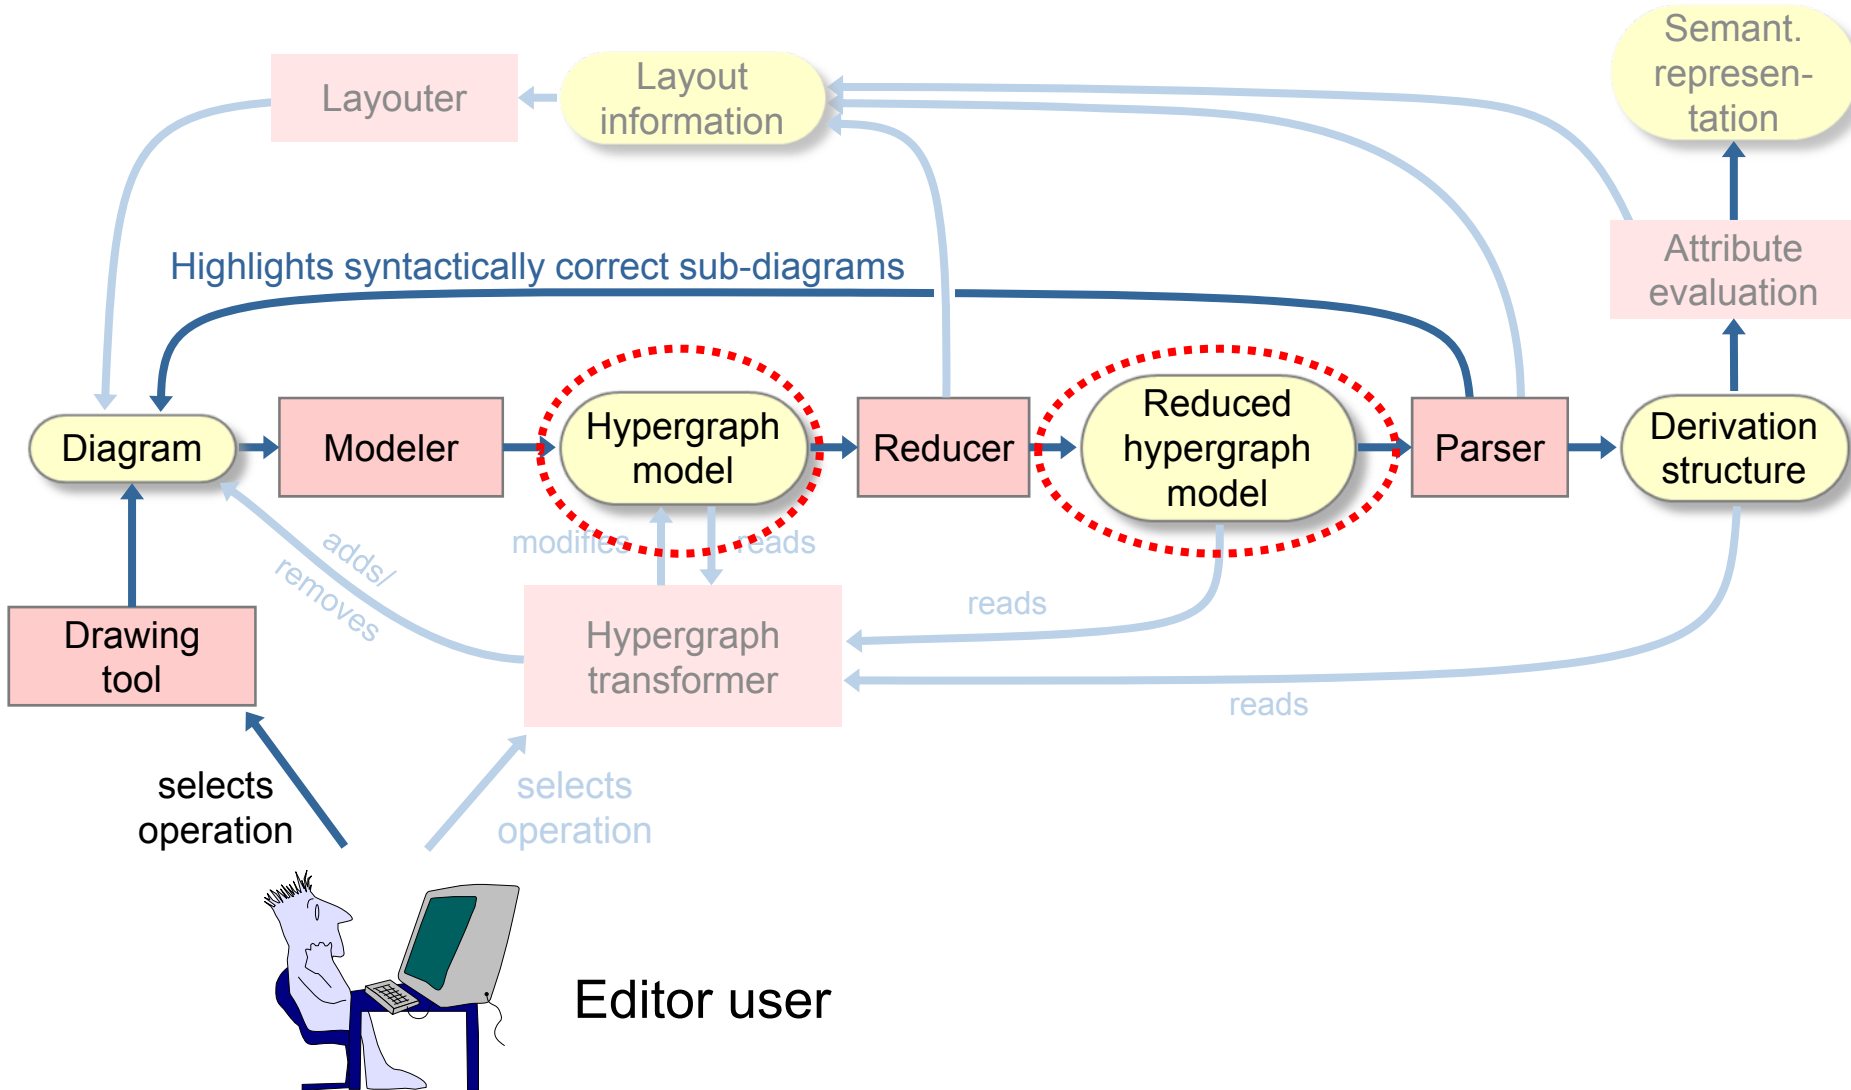 Semant.
represen-
tation
Layouter
Layout
information
Attribute
evaluation
Highlights syntactically correct sub-diagrams
Diagram
Modeler
Hypergraph
model
Reducer
Reduced
hypergraph
model
Parser
Derivation
structure
adds/
removes
modifies
reads
reads
reads
Drawing
tool
Hypergraph
transformer
selects
operation
selects
operation
Editor user